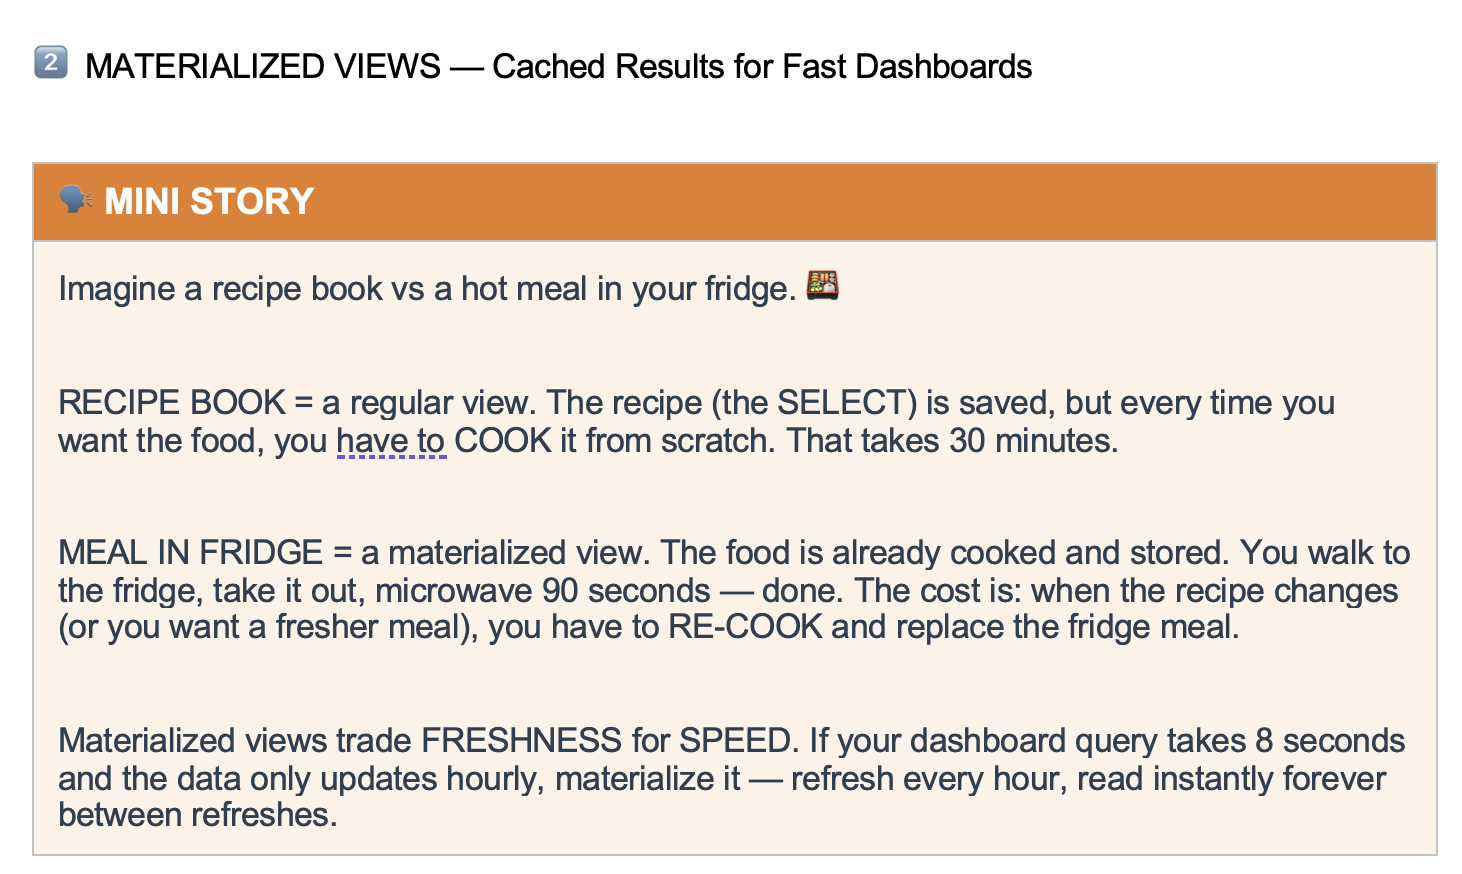 2 MATERIALIZED VIEWS — Cached Results for Fast Dashboards
MINI STORY
Imagine a recipe book vs a hot meal in your fridge.
RECIPE BOOK = a regular view. The recipe (the SELECT) is saved, but every time you
want the food, you have to COOK it from scratch. That takes 30 minutes.
MEAL IN FRIDGE = a materialized view. The food is already cooked and stored. You walk to
the fridge, take it out, microwave 90 seconds — done. The cost is: when the recipe changes
(or you want a fresher meal), you have to RE-COOK and replace the fridge meal.
Materialized views trade FRESHNESS for SPEED. If your dashboard query takes 8 seconds
and the data only updates hourly, materialize it — refresh every hour, read instantly forever
between refreshes.